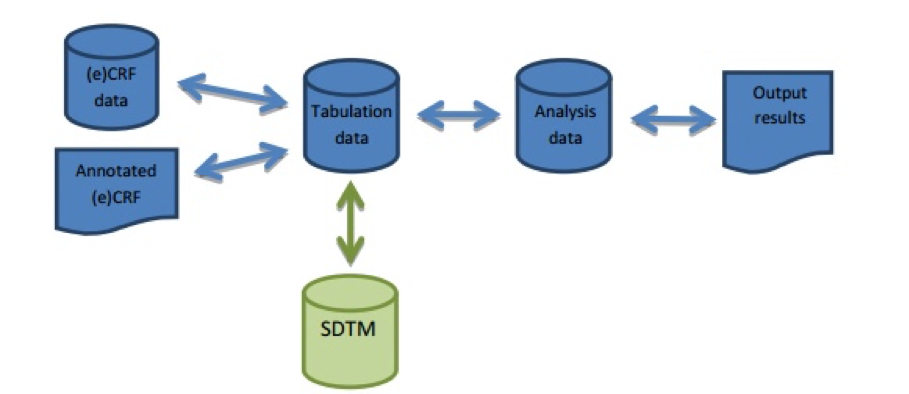 (e)CRF
data
Tabulation
data
Analysis
data
Output
results
Annotated
(e)CRF
SDTM